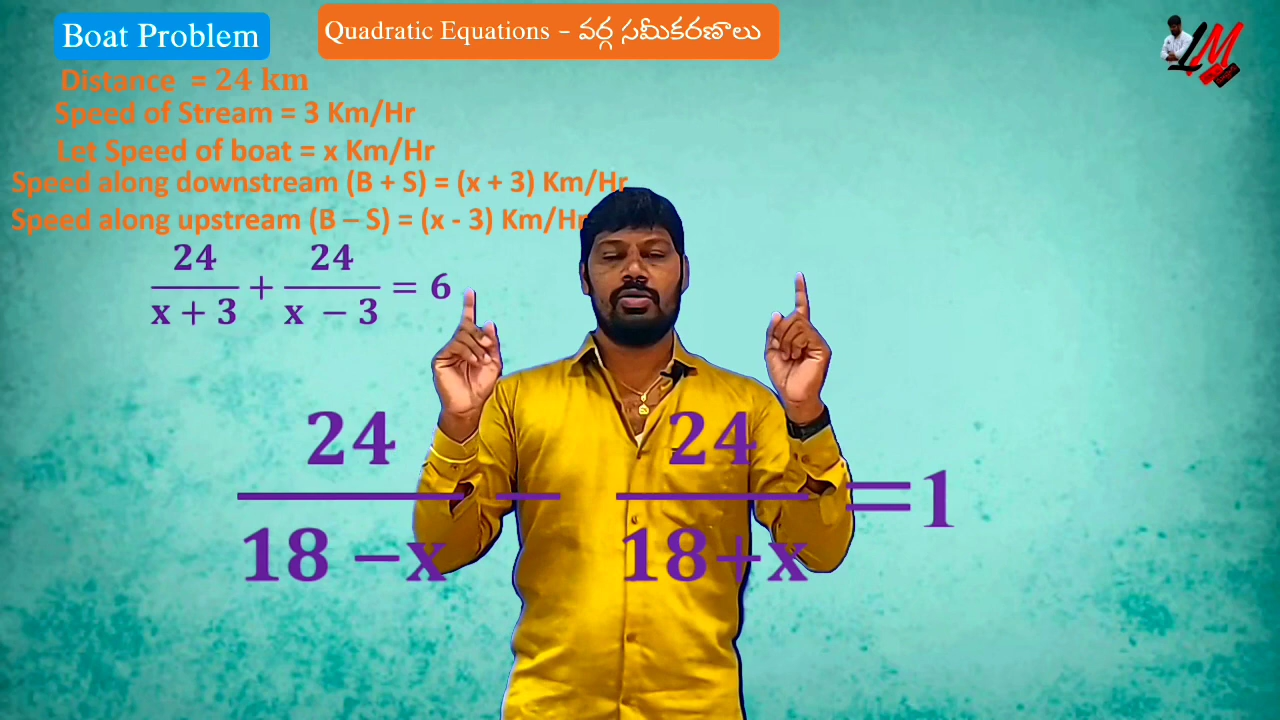 Boat Problem
Quadratic Equations - వర్గ సమీకరణాలు
LM
Distance = 24 km
Speed of Stream = 3 Km/Hr
Let Speed of boat = x Km/Hr
Speed along downstream (B + S) = (x + 3) Km/Hr
Speed along upstream (B – S) = (x - 3) Km/Hr
24/(x + 3) + 24/(x − 3) = 6
24/(18 −x) − 24/(18+x) =1